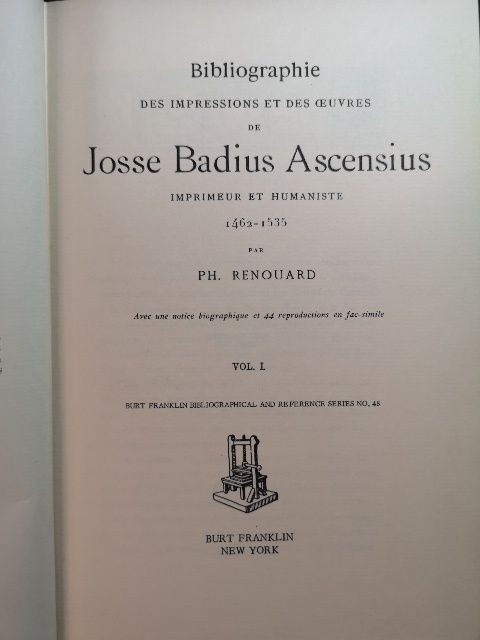 Bibliographie
DES IMPRESSIONS ET DES ŒUVRES
DE
Josse Badius Ascensius
IMPRIMEUR ET HUMANISTE
1462-1535
PAR
PH. RENOUARD
Avec une notice biographique et 44 reproductions en fac-simile
VOL. I.
BURT FRANKLIN BIBLIOGRAPHICAL AND REFERENCE SERIES NO. 48
BURT FRANKLIN
NEW YORK